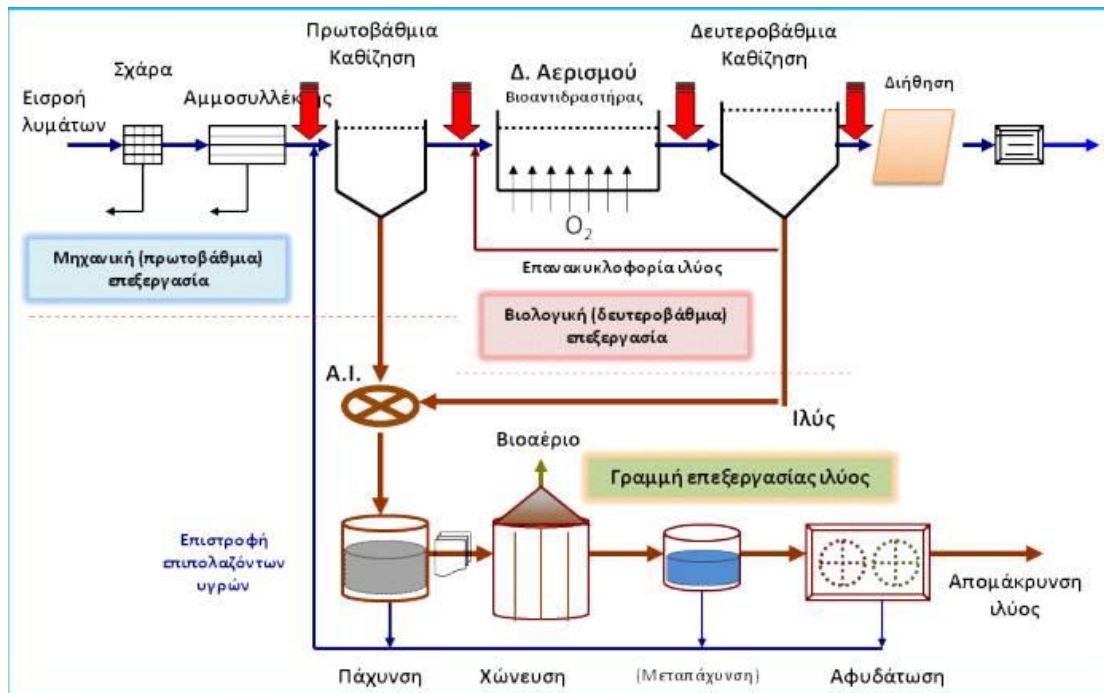 Πρωτοβάθμια
Καθίζηση
Δευτεροβάθμια
Καθίζηση
Σχάρα
Δ. Αερισμού
Βιοαντιδραστήρας
Διήθηση
Εισροή
λυμάτων
Αμμοσυλλέκτης
O₂
Επανακυκλοφορία ιλύος
Μηχανική (πρωτοβάθμια)
επεξεργασία
Βιολογική (δευτεροβάθμια)
επεξεργασία
Α.Ι.
Ιλύς
Βιοαέριο
Γραμμή επεξεργασίας ιλύος
Επιστροφή
επιπολαζόντων
υγρών
Απομάκρυνση
ιλύος
Πάχυνση
Χώνευση
(Μεταπάχυνση)
Αφυδάτωση